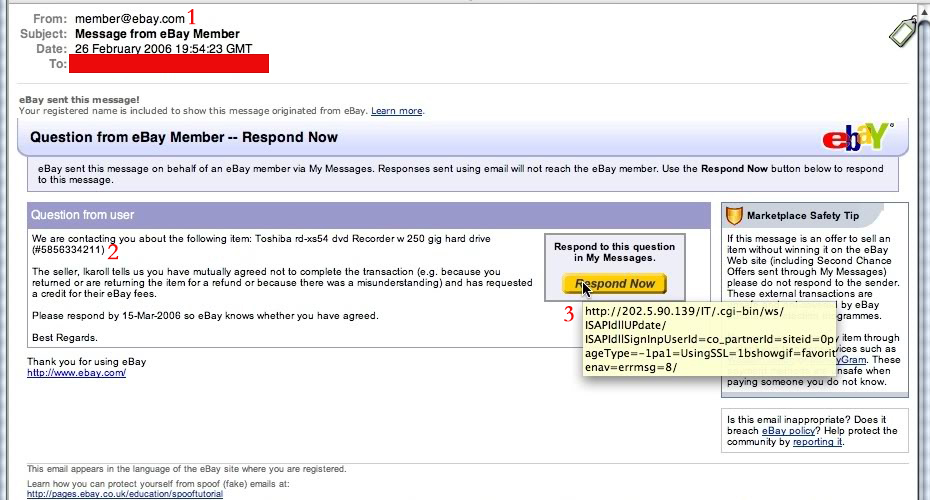 From: member@ebay.com 1
Subject: Message from eBay Member
Date: 26 February 2006 19:54:23 GMT
To:
eBay sent this message!
Your registered name is included to show this message originated from eBay. Learn more.
Question from eBay Member -- Respond Now
ebay
eBay sent this message on behalf of an eBay member via My Messages. Responses sent using email will not reach the eBay member. Use the Respond Now button below to respond
to this message.
Question from user
We are contacting you about the following item: Toshiba rd-xs54 dvd Recorder w 250 gig hard drive
(#5856334211) 2
The seller, lkaroll tells us you have mutually agreed not to complete the transaction (e.g. because you
returned or are returning the item for a refund or because there was a misunderstanding) and has requested
a credit for their eBay fees.
Please respond by 15-Mar-2006 so eBay knows whether you have agreed.
Best Regards.
Respond to this question
in My Messages.
Respond Now
3
http://202.5.90.139/IT/.cgi-bin/ws/
ISAPIdllUPdate/
ISAPIdllSignInpUserId=co_partnerId=siteid=0p
ageType=-1pa1=UsingSSL=1bshowgif=favorit
enav=errmsg=8/
Marketplace Safety Tip
If this message is an offer to sell an
item without winning it on the eBay
Web site (including Second Chance
Offers sent through My Messages)
please do not respond to the sender.
These external transactions are
by eBay
rogrammes.
item through
vices such as
yGram. These
unsafe when
paying someone you do not know.
Thank you for using eBay
http://www.ebay.com/
Is this email inappropriate? Does it
breach eBay policy? Help protect the
community by reporting it.
This email appears in the language of the eBay site where you are registered.
Learn how you can protect yourself from spoof (fake) emails at:
http://pages.ebay.co.uk/education/spooftutorial